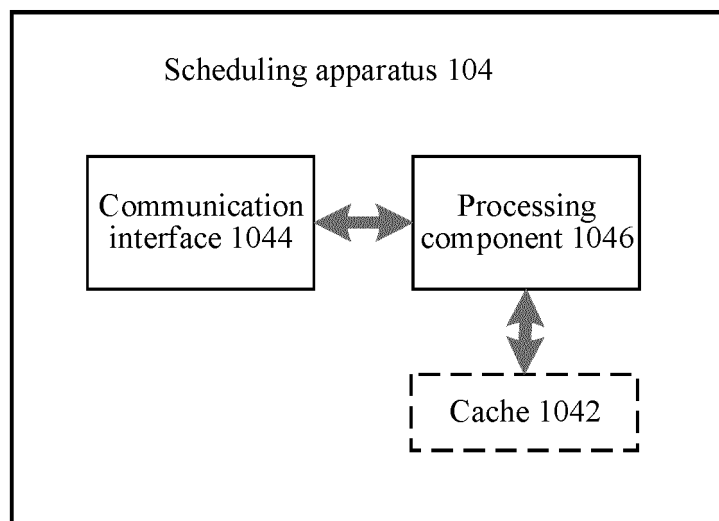 Scheduling apparatus 104
Communication
interface 1044
Processing
component 1046
Cache 1042